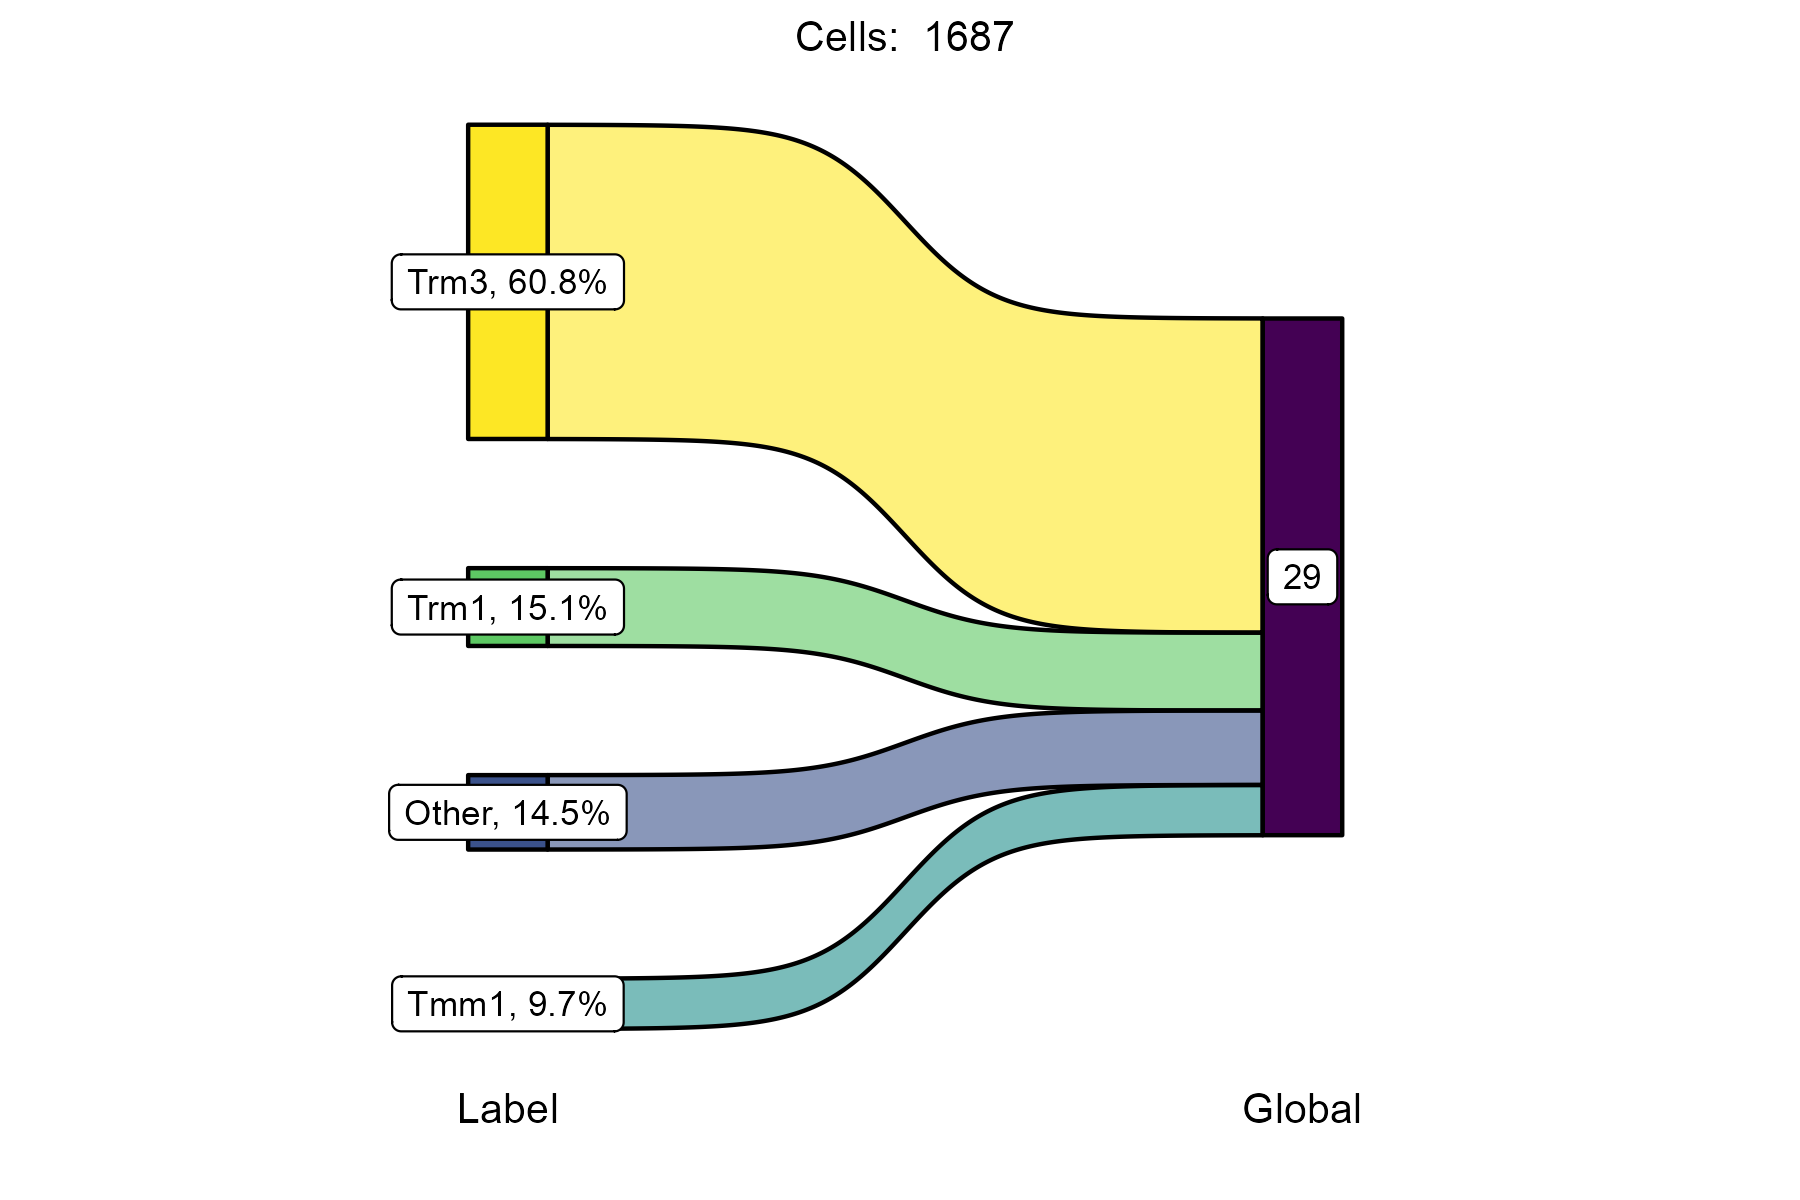 Cells:  1687
Trm3, 60.8%
29
Trm1, 15.1%
Other, 14.5%
Tmm1, 9.7%
Label
Global